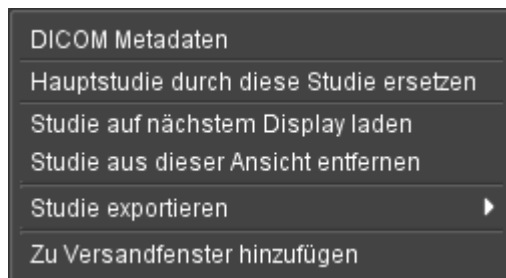 DICOM Metadaten
Hauptstudie durch diese Studie ersetzen
Studie auf nächstem Display laden
Studie aus dieser Ansicht entfernen
Studie exportieren
Zu Versandfenster hinzufügen